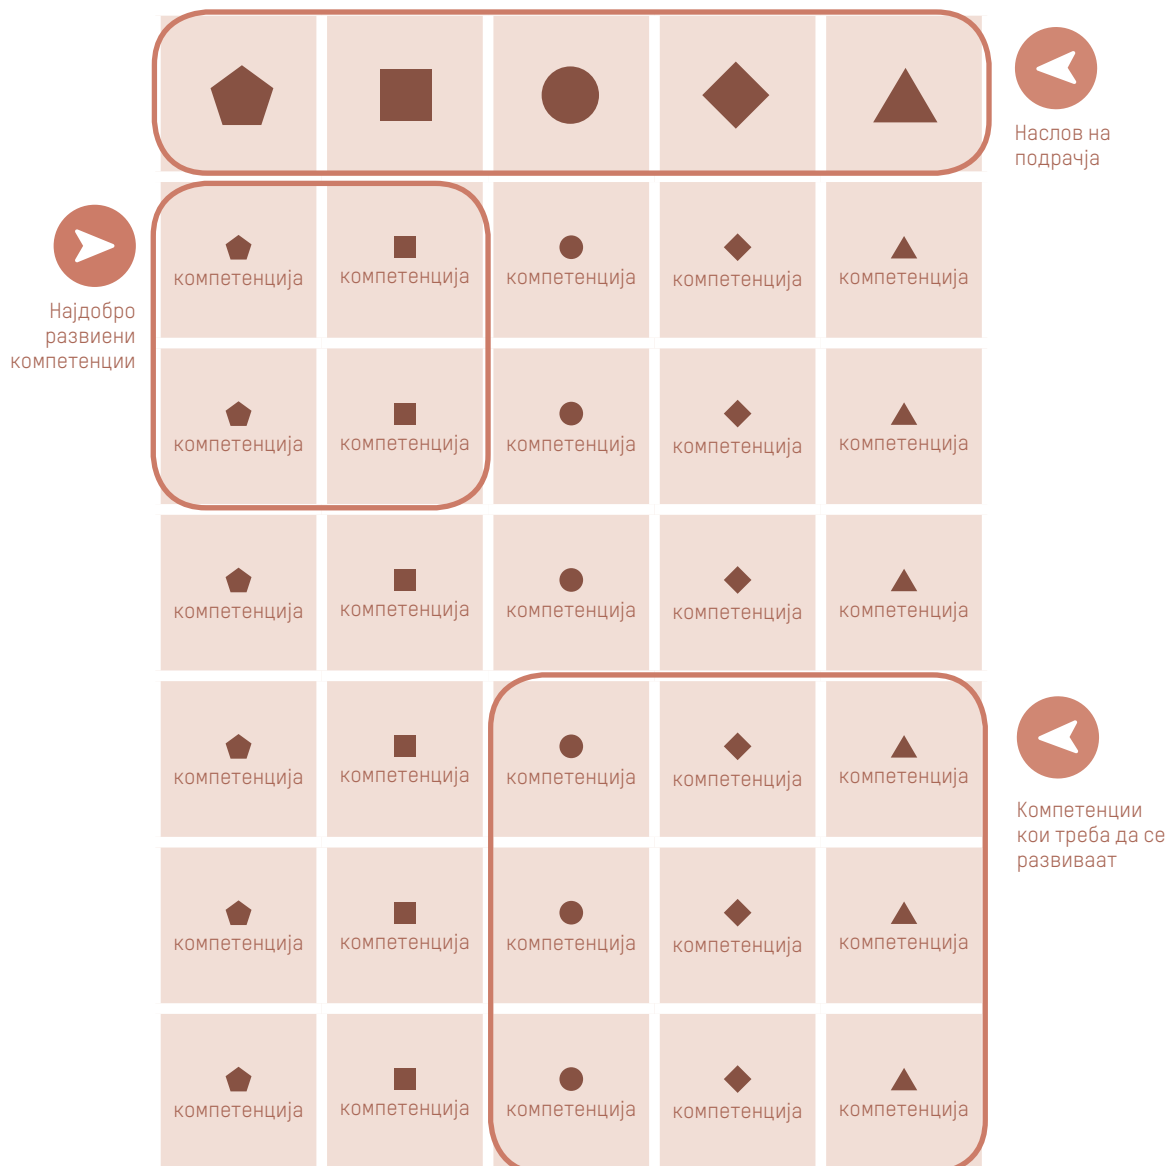 Наслов на
подрачја
Најдобро
развиени
компетенции
компетенција компетенција компетенција компетенција компетенција
компетенција компетенција компетенција компетенција компетенција
компетенција компетенција компетенција компетенција компетенција
компетенција компетенција компетенција компетенција компетенција
Компетенции
кои треба да се
развиваат
компетенција компетенција компетенција компетенција компетенција
компетенција компетенција компетенција компетенција компетенција